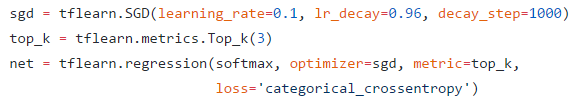 sgd = tflearn.SGD(learning_rate=0.1, lr_decay=0.96, decay_step=1000)
top_k = tflearn.metrics.Top_k(3)
net = tflearn.regression(softmax, optimizer=sgd, metric=top_k,
loss='categorical_crossentropy')